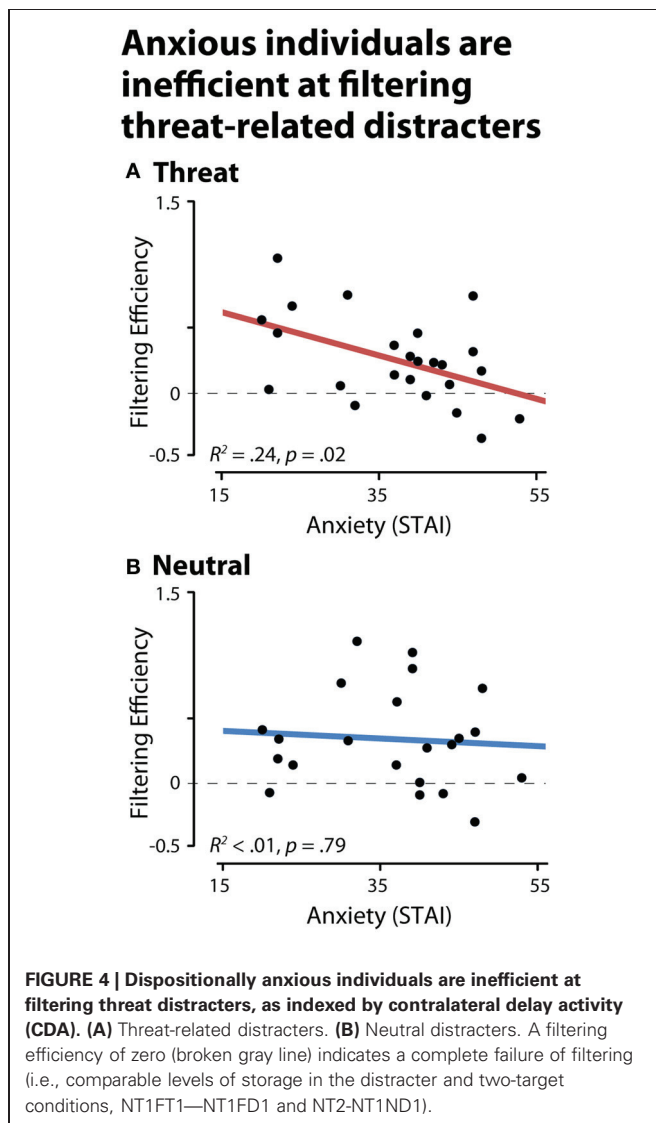 Anxious individuals are
inefficient at filtering
threat-related distracters
A Threat
1.5
Filtering Efficiency
0
-0.5
R² = .24, p = .02
15 35 55
Anxiety (STAI)
B Neutral
1.5
Filtering Efficiency
0
-0.5
R² < .01, p = .79
15 35 55
Anxiety (STAI)
FIGURE 4 | Dispositionally anxious individuals are inefficient at
filtering threat distracters, as indexed by contralateral delay activity
(CDA). (A) Threat-related distracters. (B) Neutral distracters. A filtering
efficiency of zero (broken gray line) indicates a complete failure of filtering
(i.e., comparable levels of storage in the distracter and two-target
conditions, NT1FT1—NT1FD1 and NT2-NT1ND1).